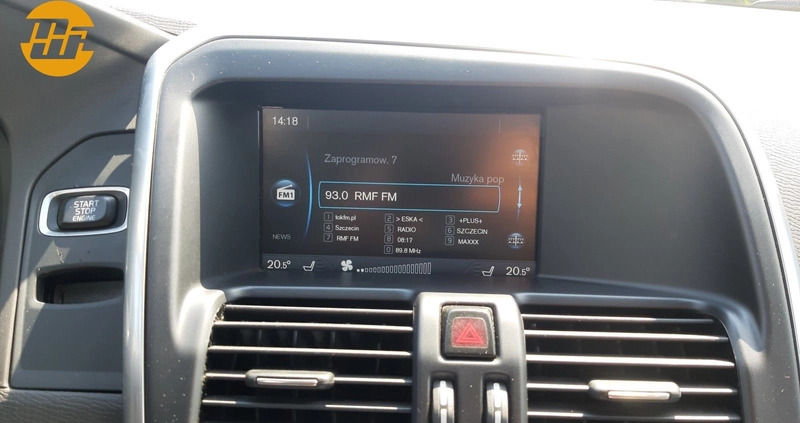 14:18
Zaprogramow. 7
Muzyka pop
FM1
93.0 RMF FM
1 tokfm.pl 2 > ESKA < 3 +PLUS+
4 Szczecin 5 RADIO 6 SZCZECIN
7 RMF FM 8 08:17 9 MAXXX
0 89.8 MHz
NEWS
20.5° 20.5°
START
STOP
ENGINE